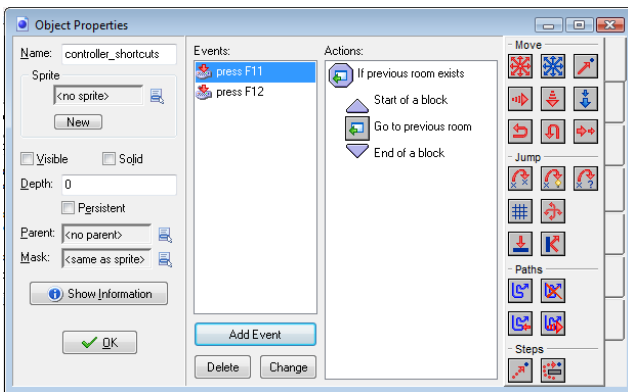 Object Properties
Name: controller_shortcuts
Sprite
<no sprite>
New
Visible
Solid
Depth: 0
Persistent
Parent: <no parent>
Mask: <same as sprite>
Show Information
OK
Events:
press F11
press F12
Add Event
Delete
Change
Actions:
If previous room exists
Start of a block
Go to previous room
End of a block
Move
Jump
Paths
Steps